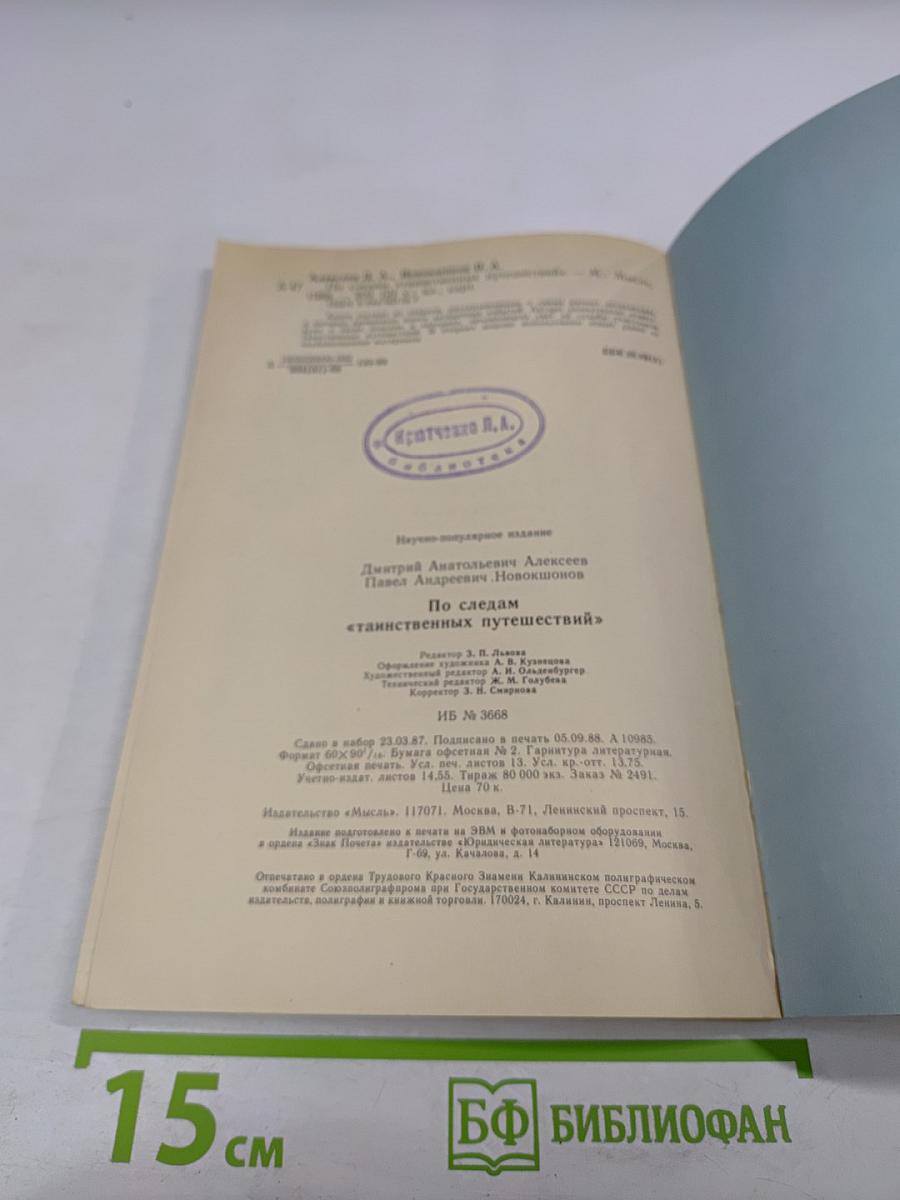 Крютченко Л.А.
библиотека
Научно-популярное издание
Дмитрий Анатольевич Алексеев
Павел Андреевич Новокшонов
По следам
«таинственных путешествий»
Редактор З. П. Львова
Оформление художника А. В. Кузнецова
Художественный редактор А. И. Ольденбургер
Технический редактор Ж. М. Голубева
Корректор З. Н. Смирнова
ИБ № 3668
Сдано в набор 23.03.87. Подписано в печать 05.09.88. А 10985.
Формат 60×90¹/₁₆. Бумага офсетная № 2. Гарнитура литературная.
Офсетная печать. Усл. печ. листов 13. Усл. кр.-отт. 13,75.
Учетно-издат. листов 14,55. Тираж 80 000 экз. Заказ № 2491.
Цена 70 к.
Издательство «Мысль». 117071. Москва, В-71, Ленинский проспект, 15.
Издание подготовлено к печати на ЭВМ и фотонаборном оборудовании
в ордена «Знак Почета» издательстве «Юридическая литература» 121069, Москва,
Г-69, ул. Качалова, д. 14
Отпечатано в ордена Трудового Красного Знамени Калининском полиграфическом
комбинате Союзполиграфпрома при Государственном комитете СССР по делам
издательств, полиграфии и книжной торговли. 170024, г. Калинин, проспект Ленина, 5.
15 см
БФ БИБЛИОФАН